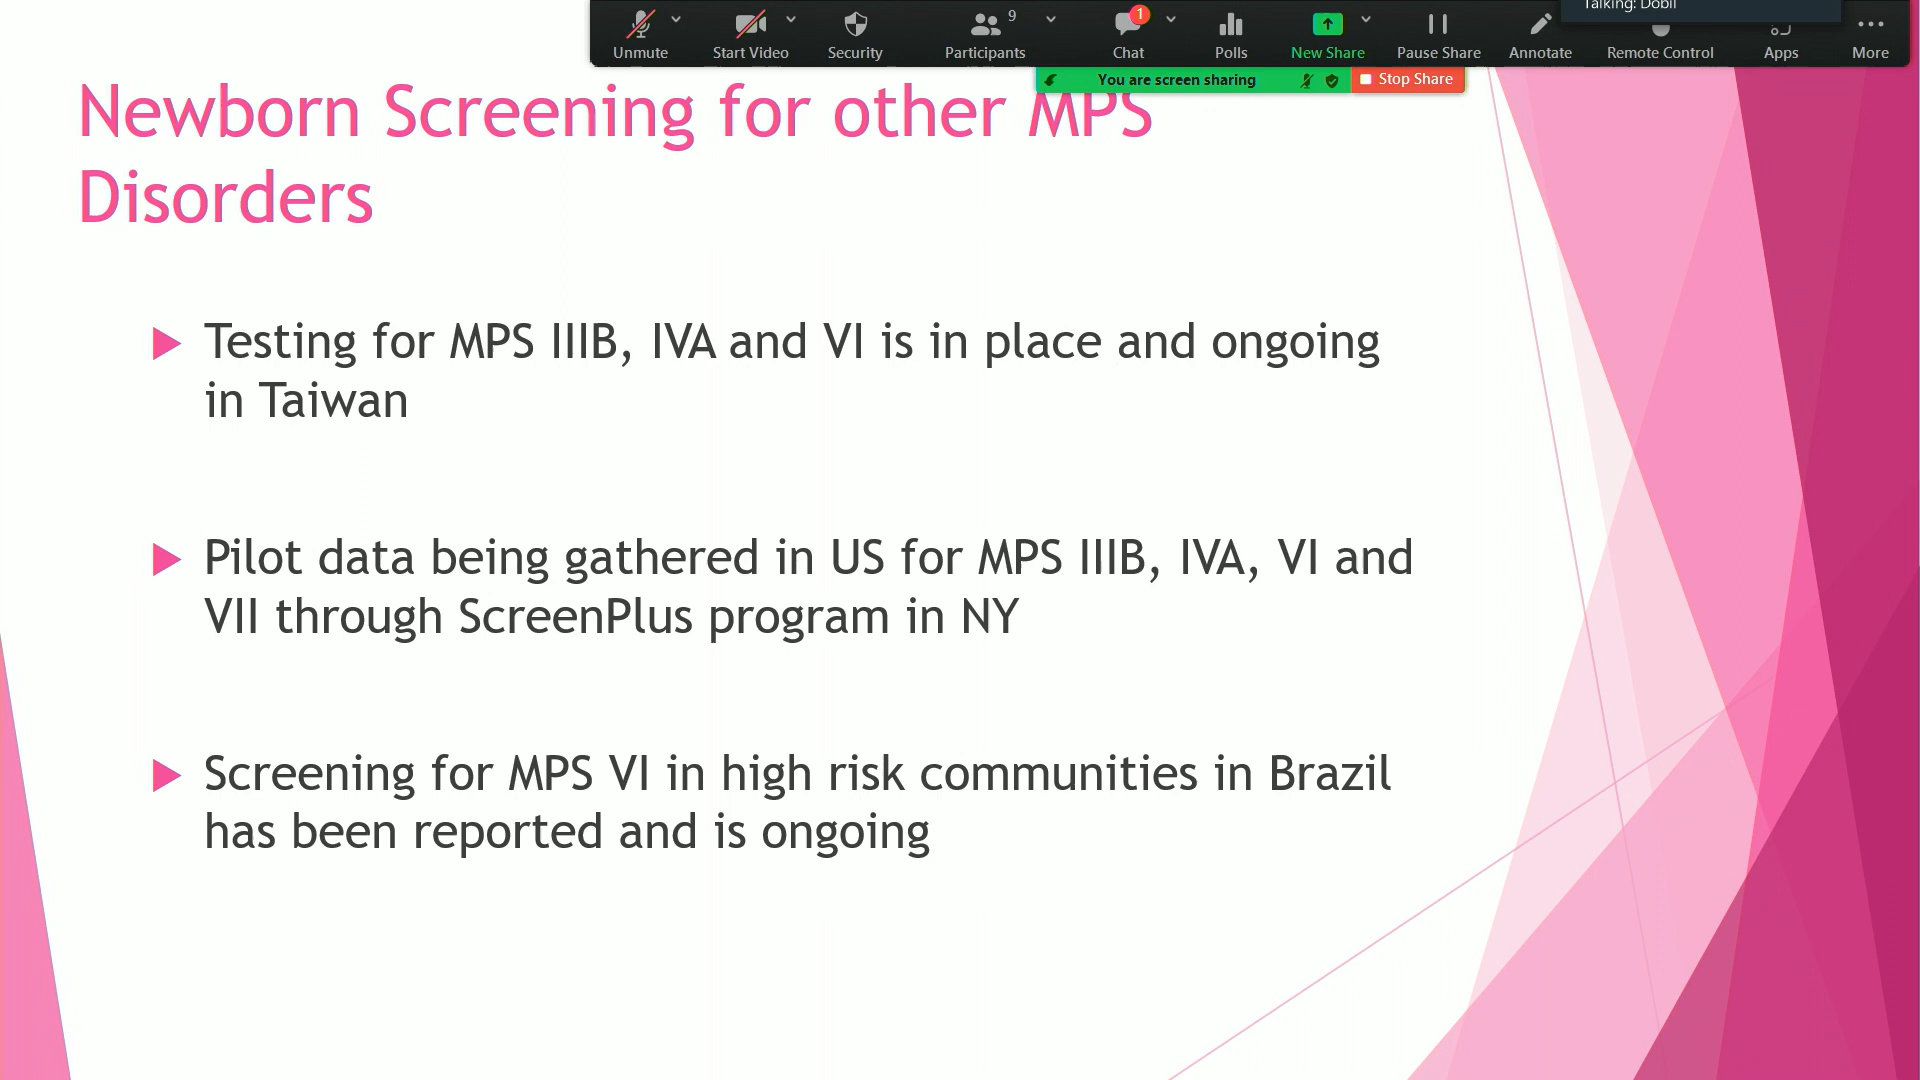 Talking: Dobil
9
1
Unmute
Start Video
Security
Participants
Chat
Polls
New Share
Pause Share
Annotate
Remote Control
Apps
More
You are screen sharing
Stop Share
Newborn Screening for other MPS
Disorders
Testing for MPS IIIB, IVA and VI is in place and ongoing
in Taiwan
Pilot data being gathered in US for MPS IIIB, IVA, VI and
VII through ScreenPlus program in NY
Screening for MPS VI in high risk communities in Brazil
has been reported and is ongoing